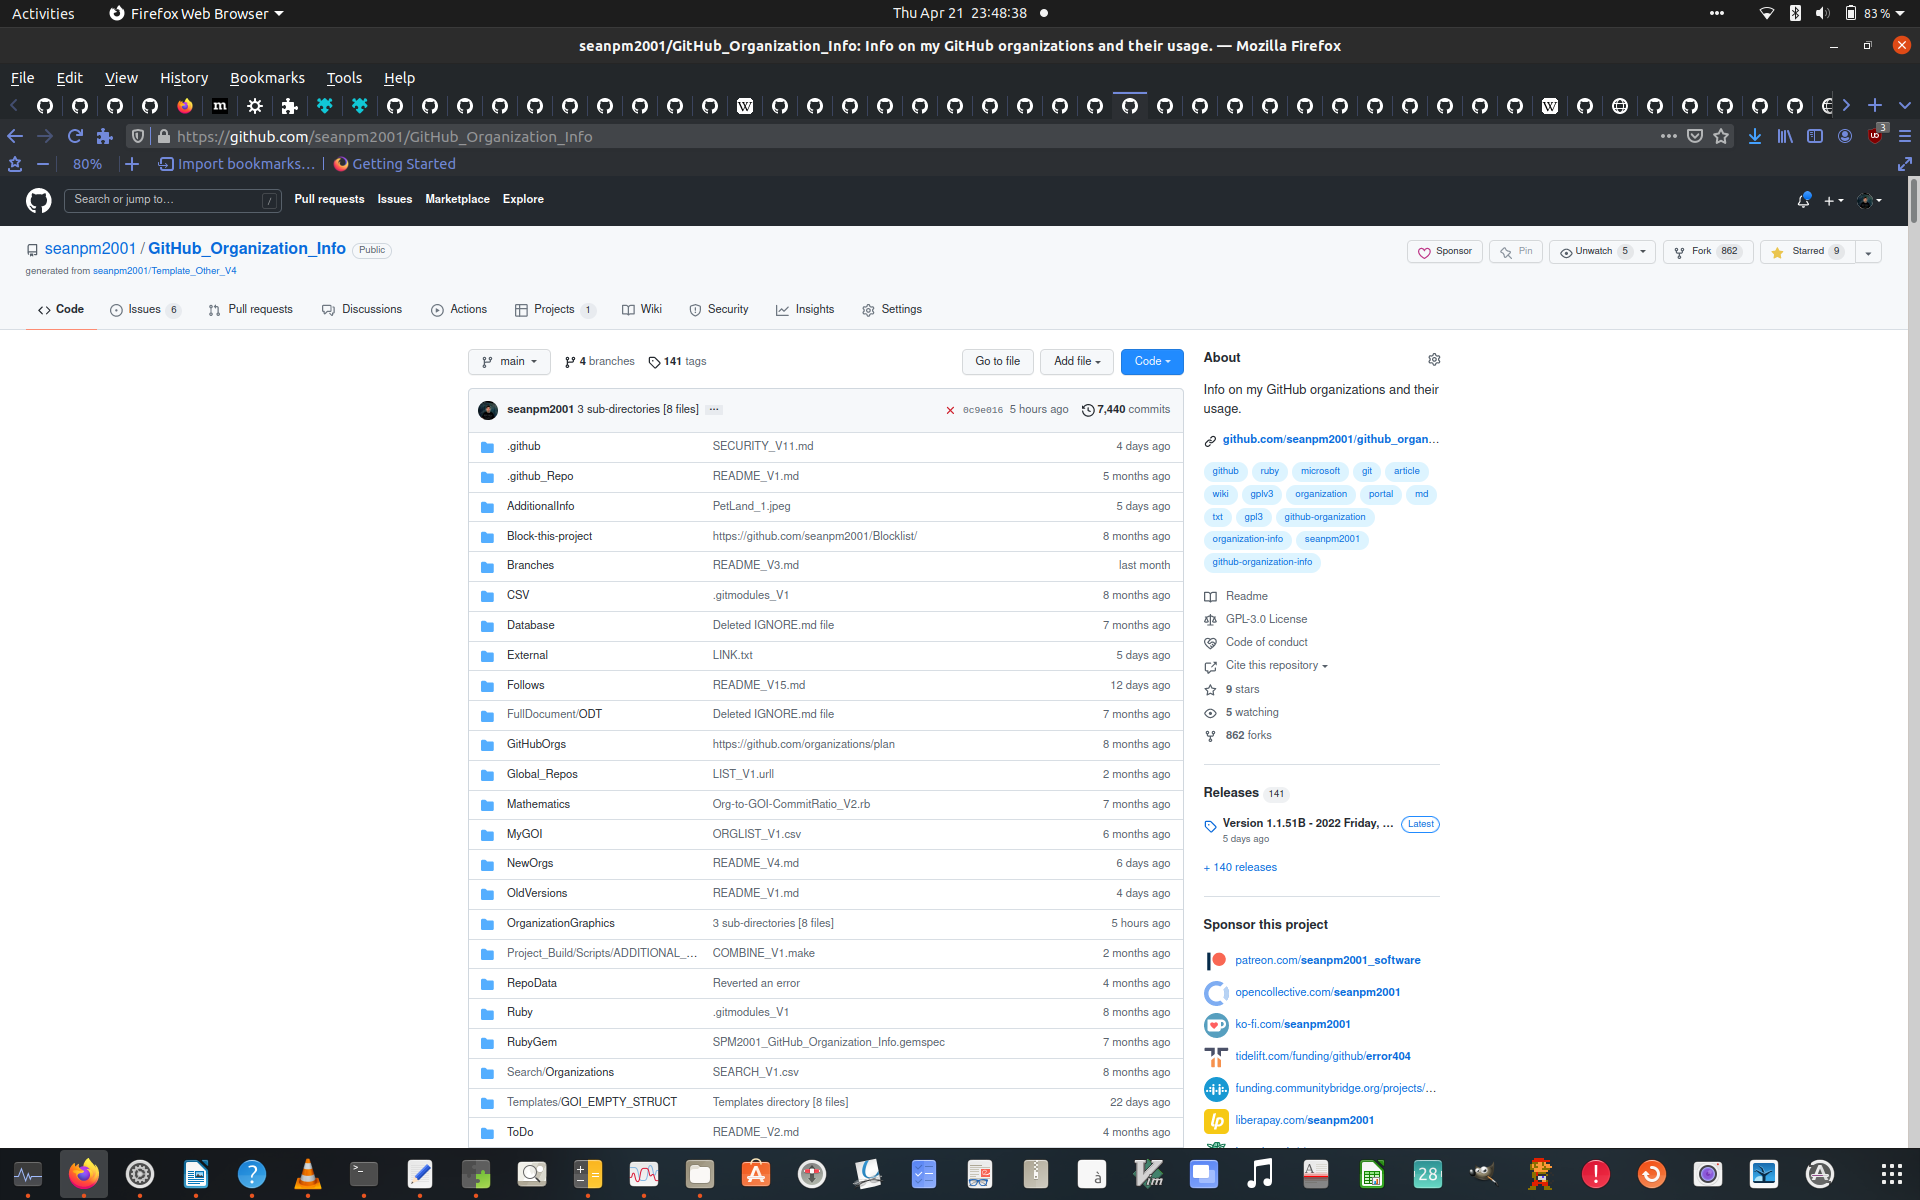 Activities Firefox Web Browser Thu Apr 21 23:48:38 83 %
seanpm2001/GitHub_Organization_Info: Info on my GitHub organizations and their usage. — Mozilla Firefox
File Edit View History Bookmarks Tools Help
https://github.com/seanpm2001/GitHub_Organization_Info 3
80% Import bookmarks... Getting Started
Search or jump to... / Pull requests Issues Marketplace Explore
seanpm2001 / GitHub_Organization_Info Public Sponsor Pin Unwatch 5 Fork 862 Starred 9
generated from seanpm2001/Template_Other_V4
Code Issues 6 Pull requests Discussions Actions Projects 1 Wiki Security Insights Settings
main 4 branches 141 tags Go to file Add file Code
seanpm2001 3 sub-directories [8 files] ... 0c9e016 5 hours ago 7,440 commits
.github SECURITY_V11.md 4 days ago
.github_Repo README_V1.md 5 months ago
AdditionalInfo PetLand_1.jpeg 5 days ago
Block-this-project https://github.com/seanpm2001/Blocklist/ 8 months ago
Branches README_V3.md last month
CSV .gitmodules_V1 8 months ago
Database Deleted IGNORE.md file 7 months ago
External LINK.txt 5 days ago
Follows README_V15.md 12 days ago
FullDocument/ODT Deleted IGNORE.md file 7 months ago
GitHubOrgs https://github.com/organizations/plan 8 months ago
Global_Repos LIST_V1.urll 2 months ago
Mathematics Org-to-GOI-CommitRatio_V2.rb 7 months ago
MyGOI ORGLIST_V1.csv 6 months ago
NewOrgs README_V4.md 6 days ago
OldVersions README_V1.md 4 days ago
OrganizationGraphics 3 sub-directories [8 files] 5 hours ago
Project_Build/Scripts/ADDITIONAL_... COMBINE_V1.make 2 months ago
RepoData Reverted an error 4 months ago
Ruby .gitmodules_V1 8 months ago
RubyGem SPM2001_GitHub_Organization_Info.gemspec 7 months ago
Search/Organizations SEARCH_V1.csv 8 months ago
Templates/GOI_EMPTY_STRUCT Templates directory [8 files] 22 days ago
ToDo README_V2.md 4 months ago
About
Info on my GitHub organizations and their
usage.
github.com/seanpm2001/github_organ...
github ruby microsoft git article
wiki gplv3 organization portal md
txt gpl3 github-organization
organization-info seanpm2001
github-organization-info
Readme
GPL-3.0 License
Code of conduct
Cite this repository
9 stars
5 watching
862 forks
Releases 141
Version 1.1.51B - 2022 Friday, ... Latest
5 days ago
+ 140 releases
Sponsor this project
patreon.com/seanpm2001_software
opencollective.com/seanpm2001
ko-fi.com/seanpm2001
tidelift.com/funding/github/error404
funding.communitybridge.org/projects/...
liberapay.com/seanpm2001
28